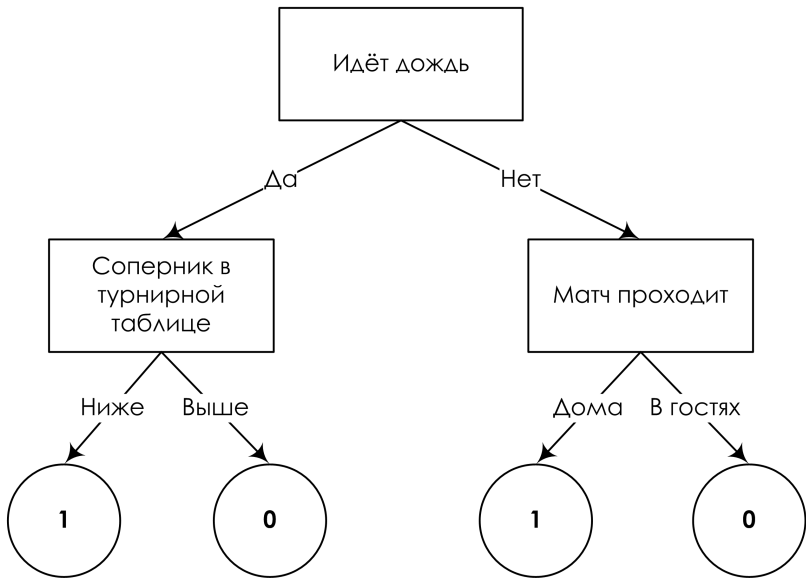 Идёт дождь
Да
Нет
Соперник в
турнирной
таблице
Матч проходит
Ниже
Выше
Дома
В гостях
1
0
1
0